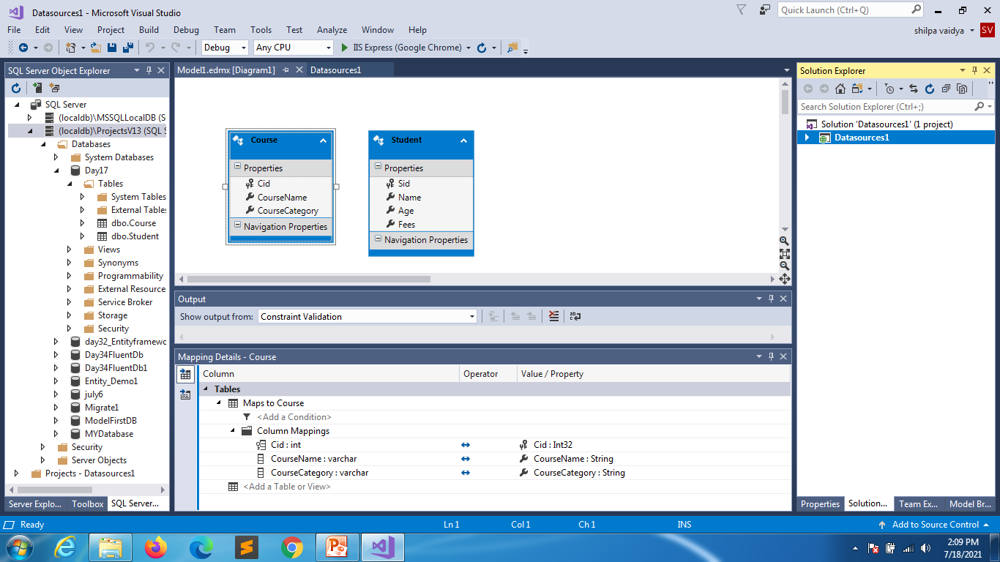 Datasources1 - Microsoft Visual Studio
Quick Launch (Ctrl+Q)
File Edit View Project Build Debug Team Tools Test Analyze Window Help
shilpa vaidya SV
Debug Any CPU IIS Express (Google Chrome)
SQL Server Object Explorer
SQL Server
(localdb)\MSSQLLocalDB (S
(localdb)\ProjectsV13 (SQL S
Databases
System Databases
Day17
Tables
System Tables
External Tables
dbo.Course
dbo.Student
Views
Synonyms
Programmability
External Resource
Service Broker
Storage
Security
day32_Entityframewo
Day34FluentDb
Day34FluentDb1
Entity_Demo1
july6
Migrate1
ModelFirstDB
MYDatabase
Security
Server Objects
Projects - Datasources1
Server Explo... Toolbox SQL Server...
Model1.edmx [Diagram1] Datasources1
Course
Properties
Cid
CourseName
CourseCategory
Navigation Properties
Student
Properties
Sid
Name
Age
Fees
Navigation Properties
Output
Show output from: Constraint Validation
Mapping Details - Course
Column Operator Value / Property
Tables
Maps to Course
<Add a Condition>
Column Mappings
Cid : int Cid : Int32
CourseName : varchar CourseName : String
CourseCategory : varchar CourseCategory : String
<Add a Table or View>
Solution Explorer
Search Solution Explorer (Ctrl+;)
Solution 'Datasources1' (1 project)
Datasources1
Properties Solution... Team Ex... Model Br...
Ready Ln 1 Col 1 Ch 1 INS Add to Source Control
2:09 PM
7/18/2021